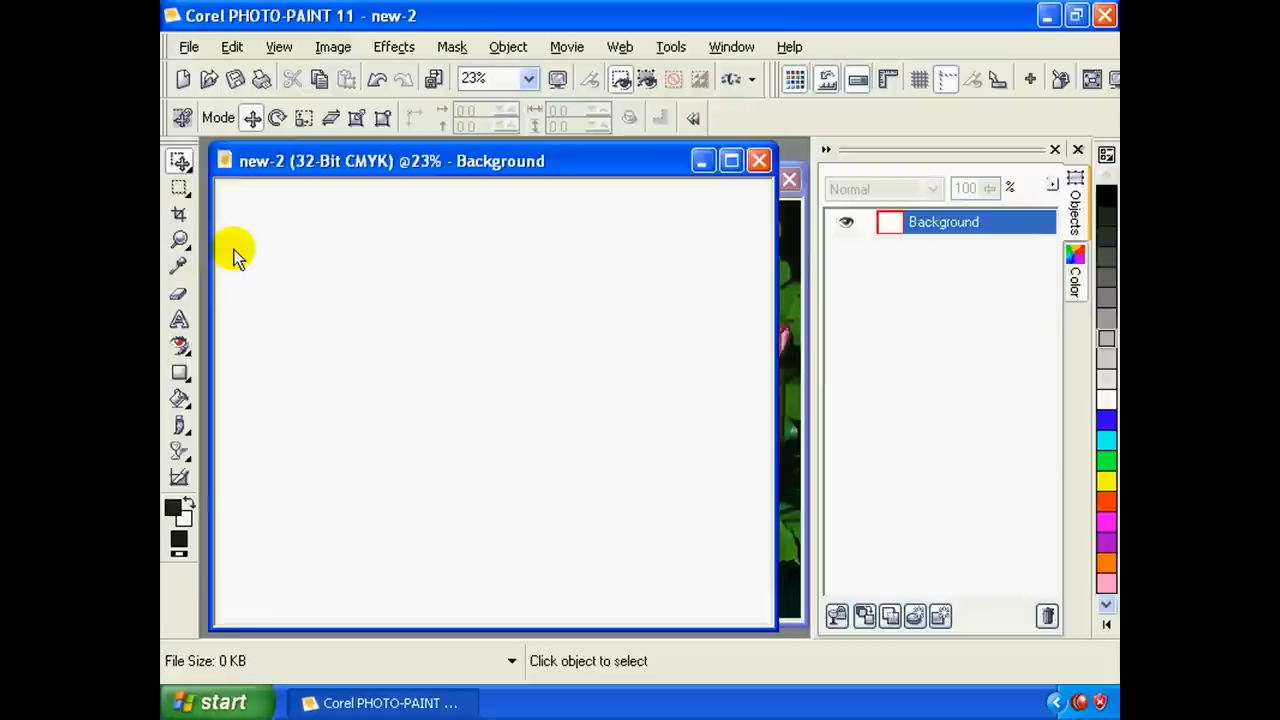 Corel PHOTO-PAINT 11 - new-2
File Edit View Image Effects Mask Object Movie Web Tools Window Help
23%
Mode
new-2 (32-Bit CMYK) @23% - Background
Normal 100 %
Background
Objects
Color
File Size: 0 KB Click object to select
start Corel PHOTO-PAINT ...